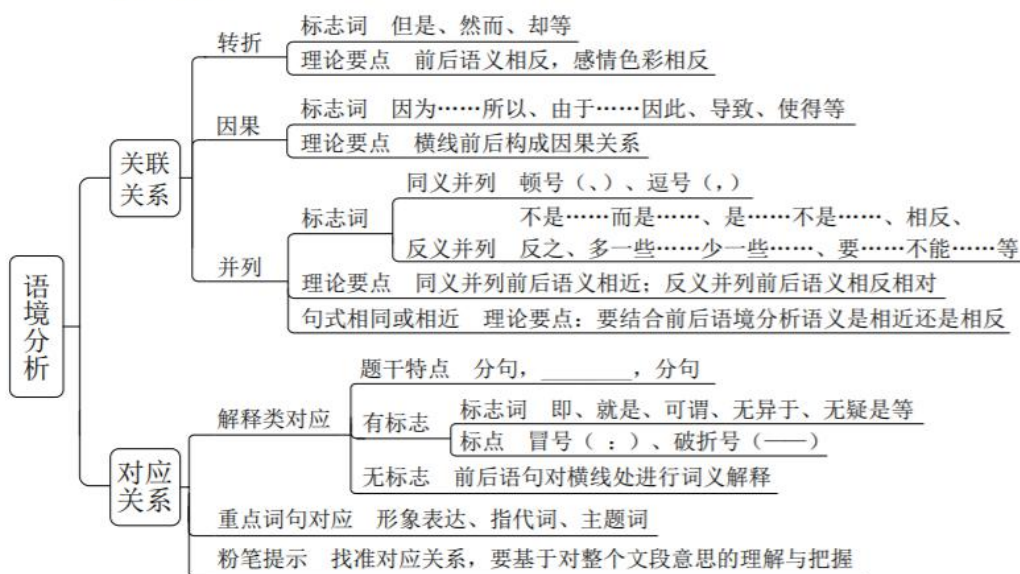 语境分析
关联关系
转折
标志词 但是、然而、却等
理论要点 前后语义相反，感情色彩相反
因果
标志词 因为……所以、由于……因此、导致、使得等
理论要点 横线前后构成因果关系
并列
标志词
同义并列 顿号（、）、逗号（，）
不是……而是……、是……不是……、相反、
反义并列 反之、多一些……少一些……、要……不能……等
理论要点 同义并列前后语义相近；反义并列前后语义相反相对
句式相同或相近 理论要点：要结合前后语境分析语义是相近还是相反
对应关系
解释类对应
题干特点 分句，________，分句
有标志
标志词 即、就是、可谓、无异于、无疑是等
标点 冒号（：）、破折号（——）
无标志 前后语句对横线处进行词义解释
重点词句对应 形象表达、指代词、主题词
粉笔提示 找准对应关系，要基于对整个文段意思的理解与把握